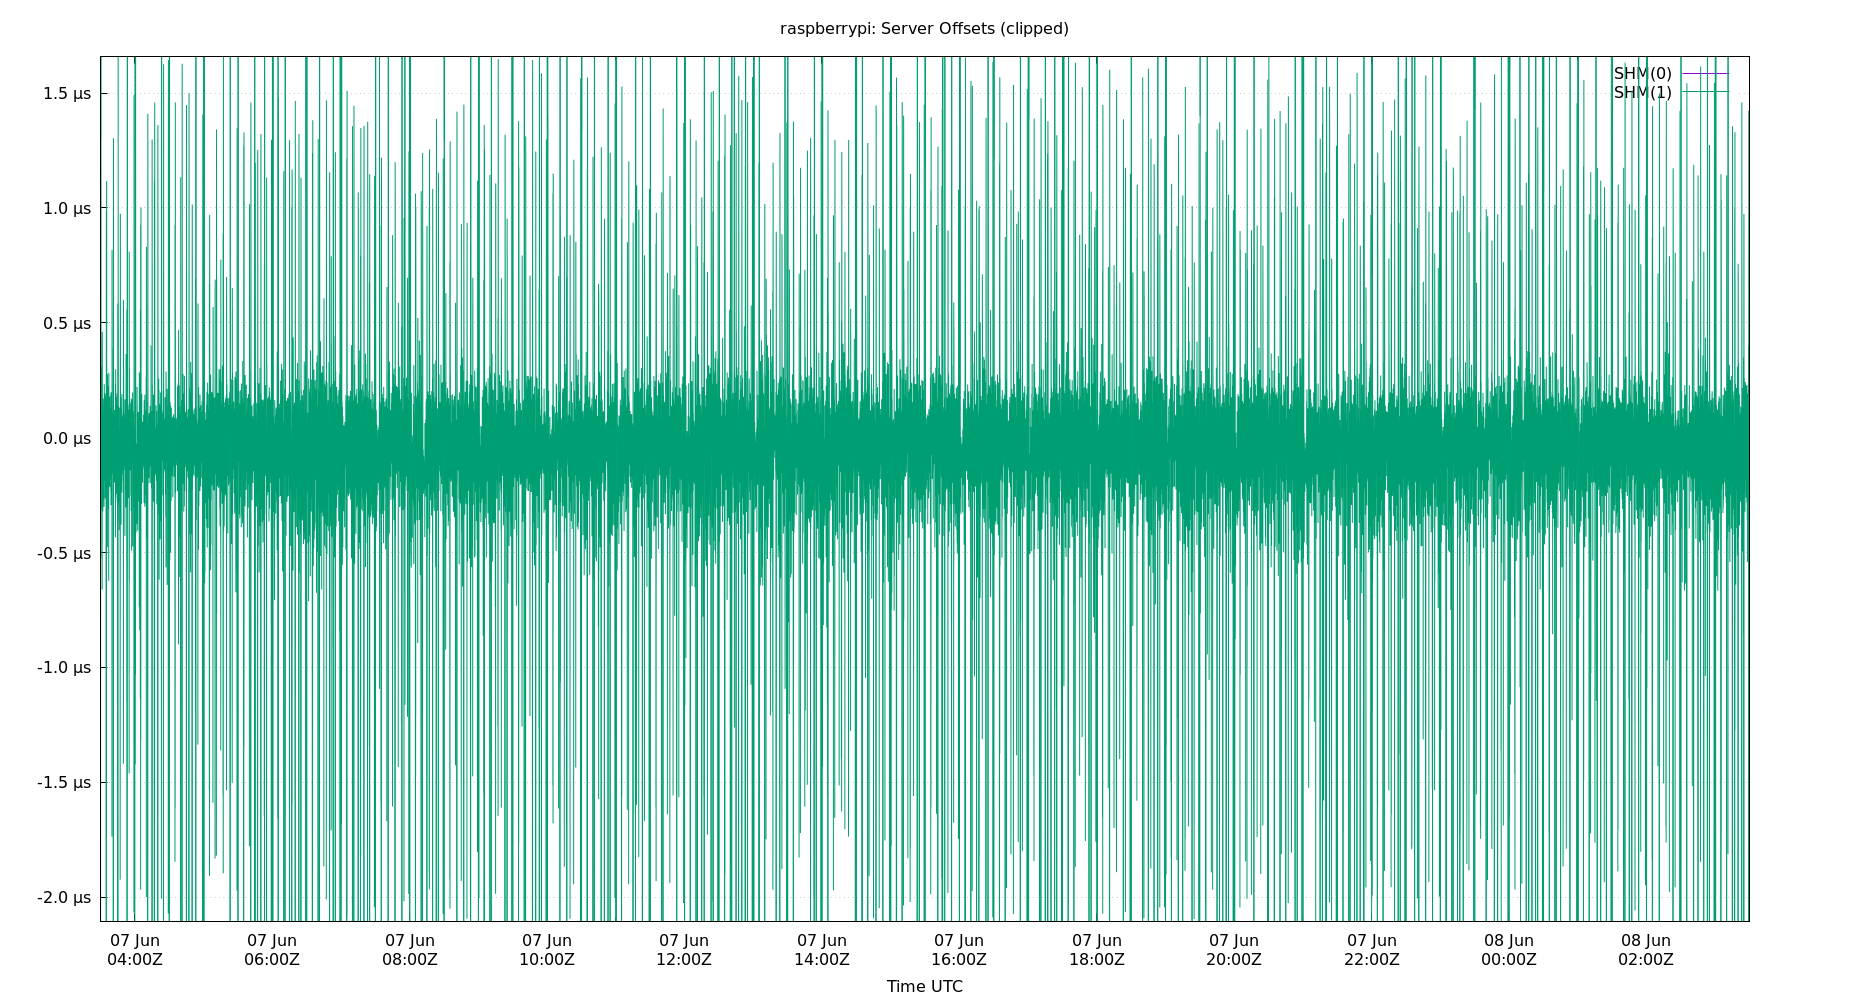 raspberrypi: Server Offsets (clipped)
SHM(0)
SHM(1)
1.5 µs
1.0 µs
0.5 µs
0.0 µs
-0.5 µs
-1.0 µs
-1.5 µs
-2.0 µs
07 Jun 07 Jun 07 Jun 07 Jun 07 Jun 07 Jun 07 Jun 07 Jun 07 Jun 07 Jun 08 Jun 08 Jun
04:00Z 06:00Z 08:00Z 10:00Z 12:00Z 14:00Z 16:00Z 18:00Z 20:00Z 22:00Z 00:00Z 02:00Z
Time UTC